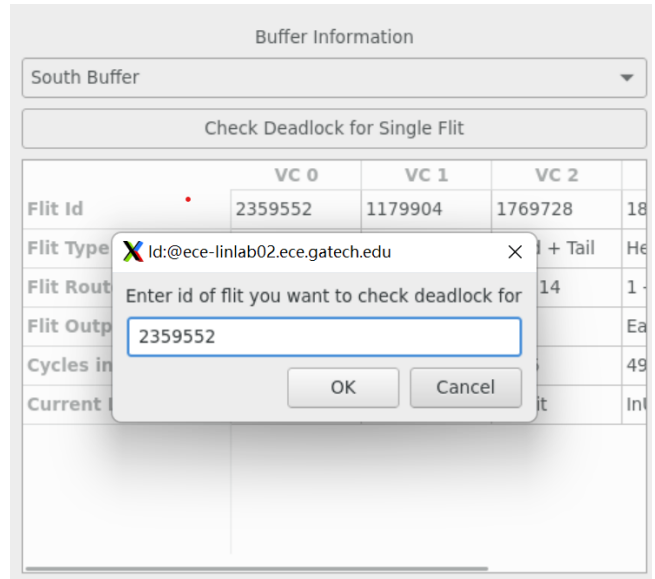 Buffer Information
South Buffer
Check Deadlock for Single Flit
VC 0 VC 1 VC 2
Flit Id 2359552 1179904 1769728 18
Flit Type + Tail He
Id:@ece-linlab02.ece.gatech.edu
Flit Rout 14 1
Enter id of flit you want to check deadlock for
Flit Outp Ea
2359552
Cycles in 49
Current
OK Cancel